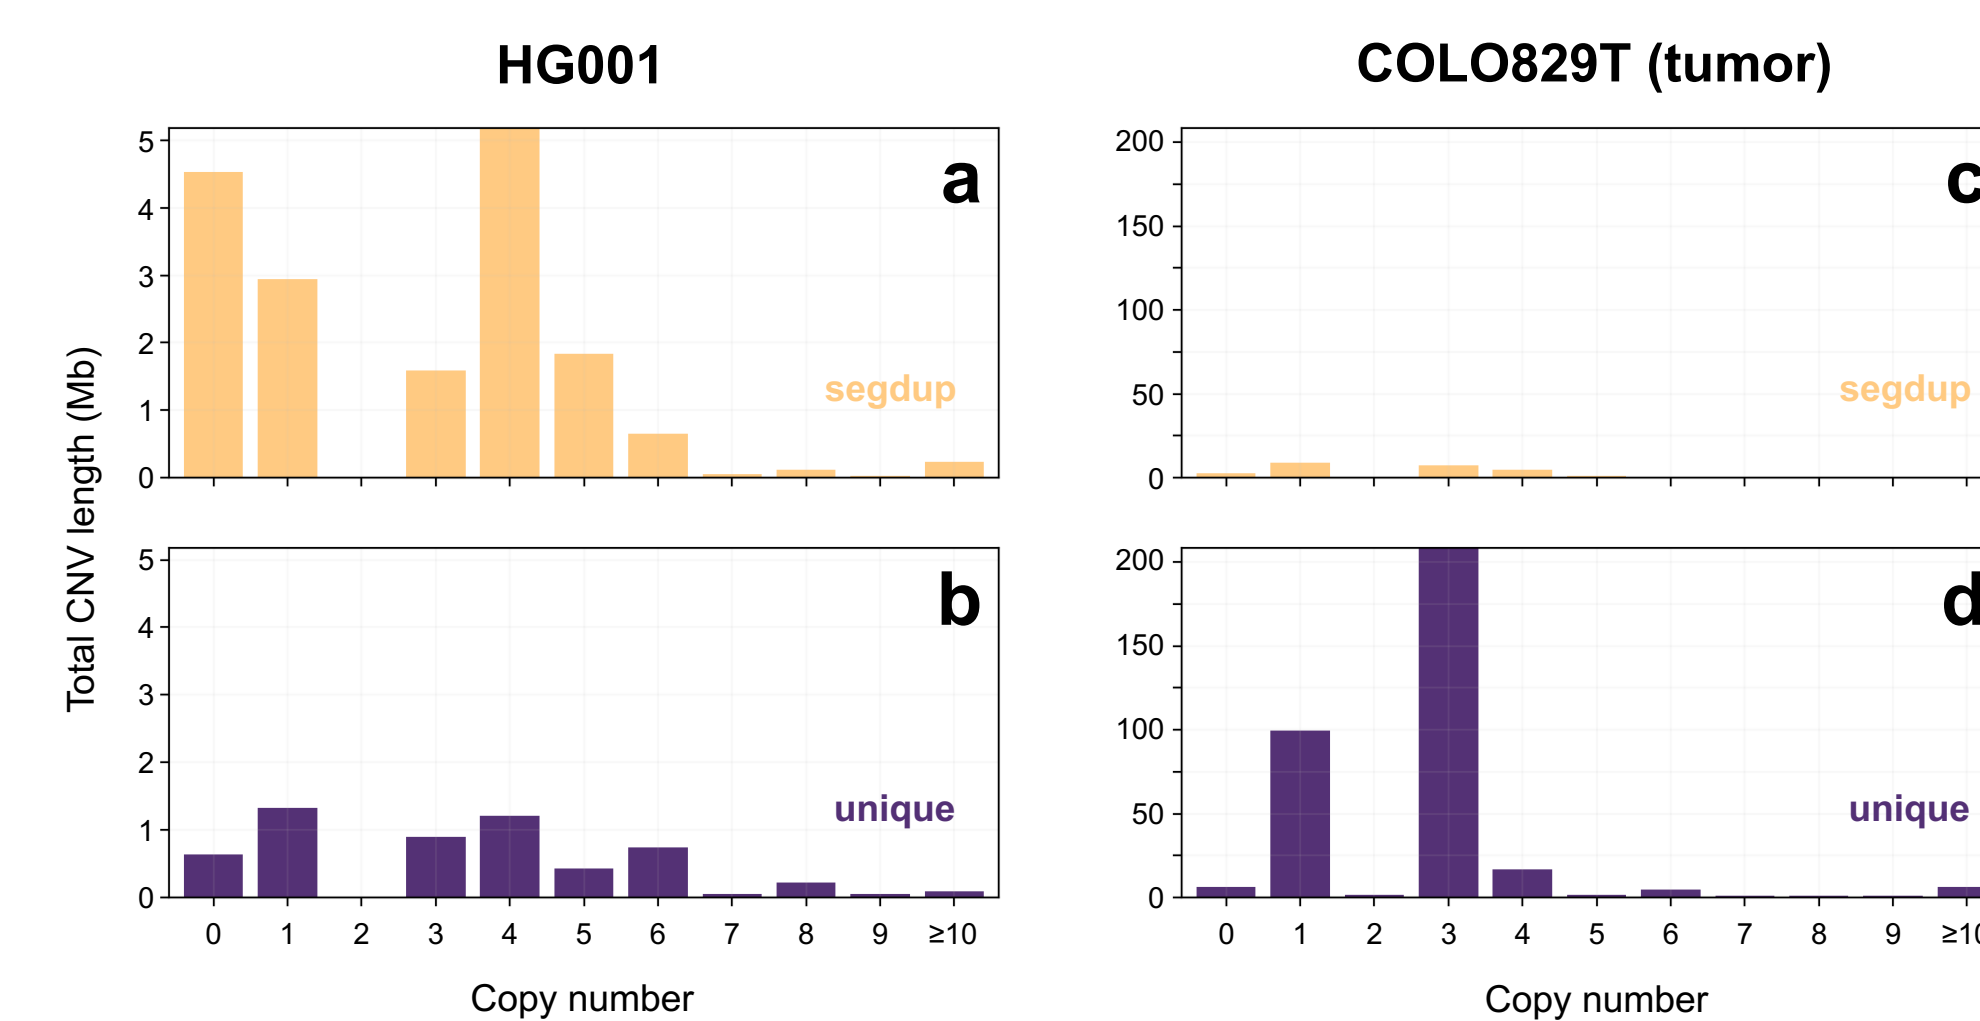 HG001
COLO829T (tumor)
Total CNV length (Mb)
5
4
3
2
1
0
a
segdup
200
150
100
50
0
c
segdup
5
4
3
2
1
0
b
unique
0 1 2 3 4 5 6 7 8 9 ≥10
Copy number
200
150
100
50
0
d
unique
0 1 2 3 4 5 6 7 8 9 ≥10
Copy number